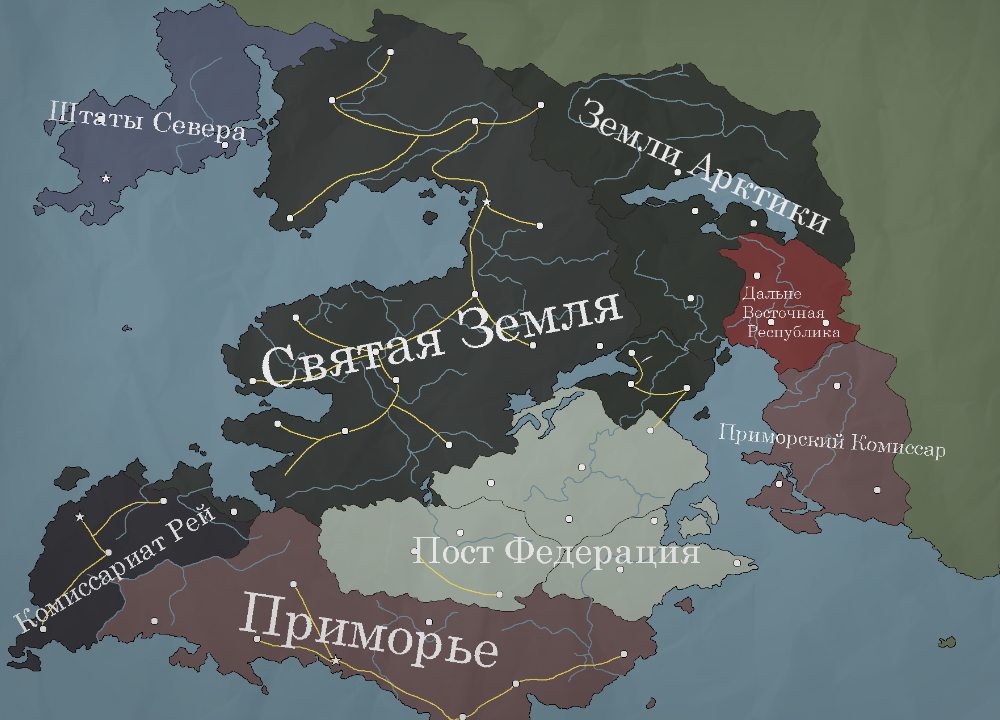 Штаты Севера
Земли Арктики
Дальне
Восточная
Республика
Святая Земля
Приморский Комиссар
Комиссариат Рей
Пост Федерация
Приморье